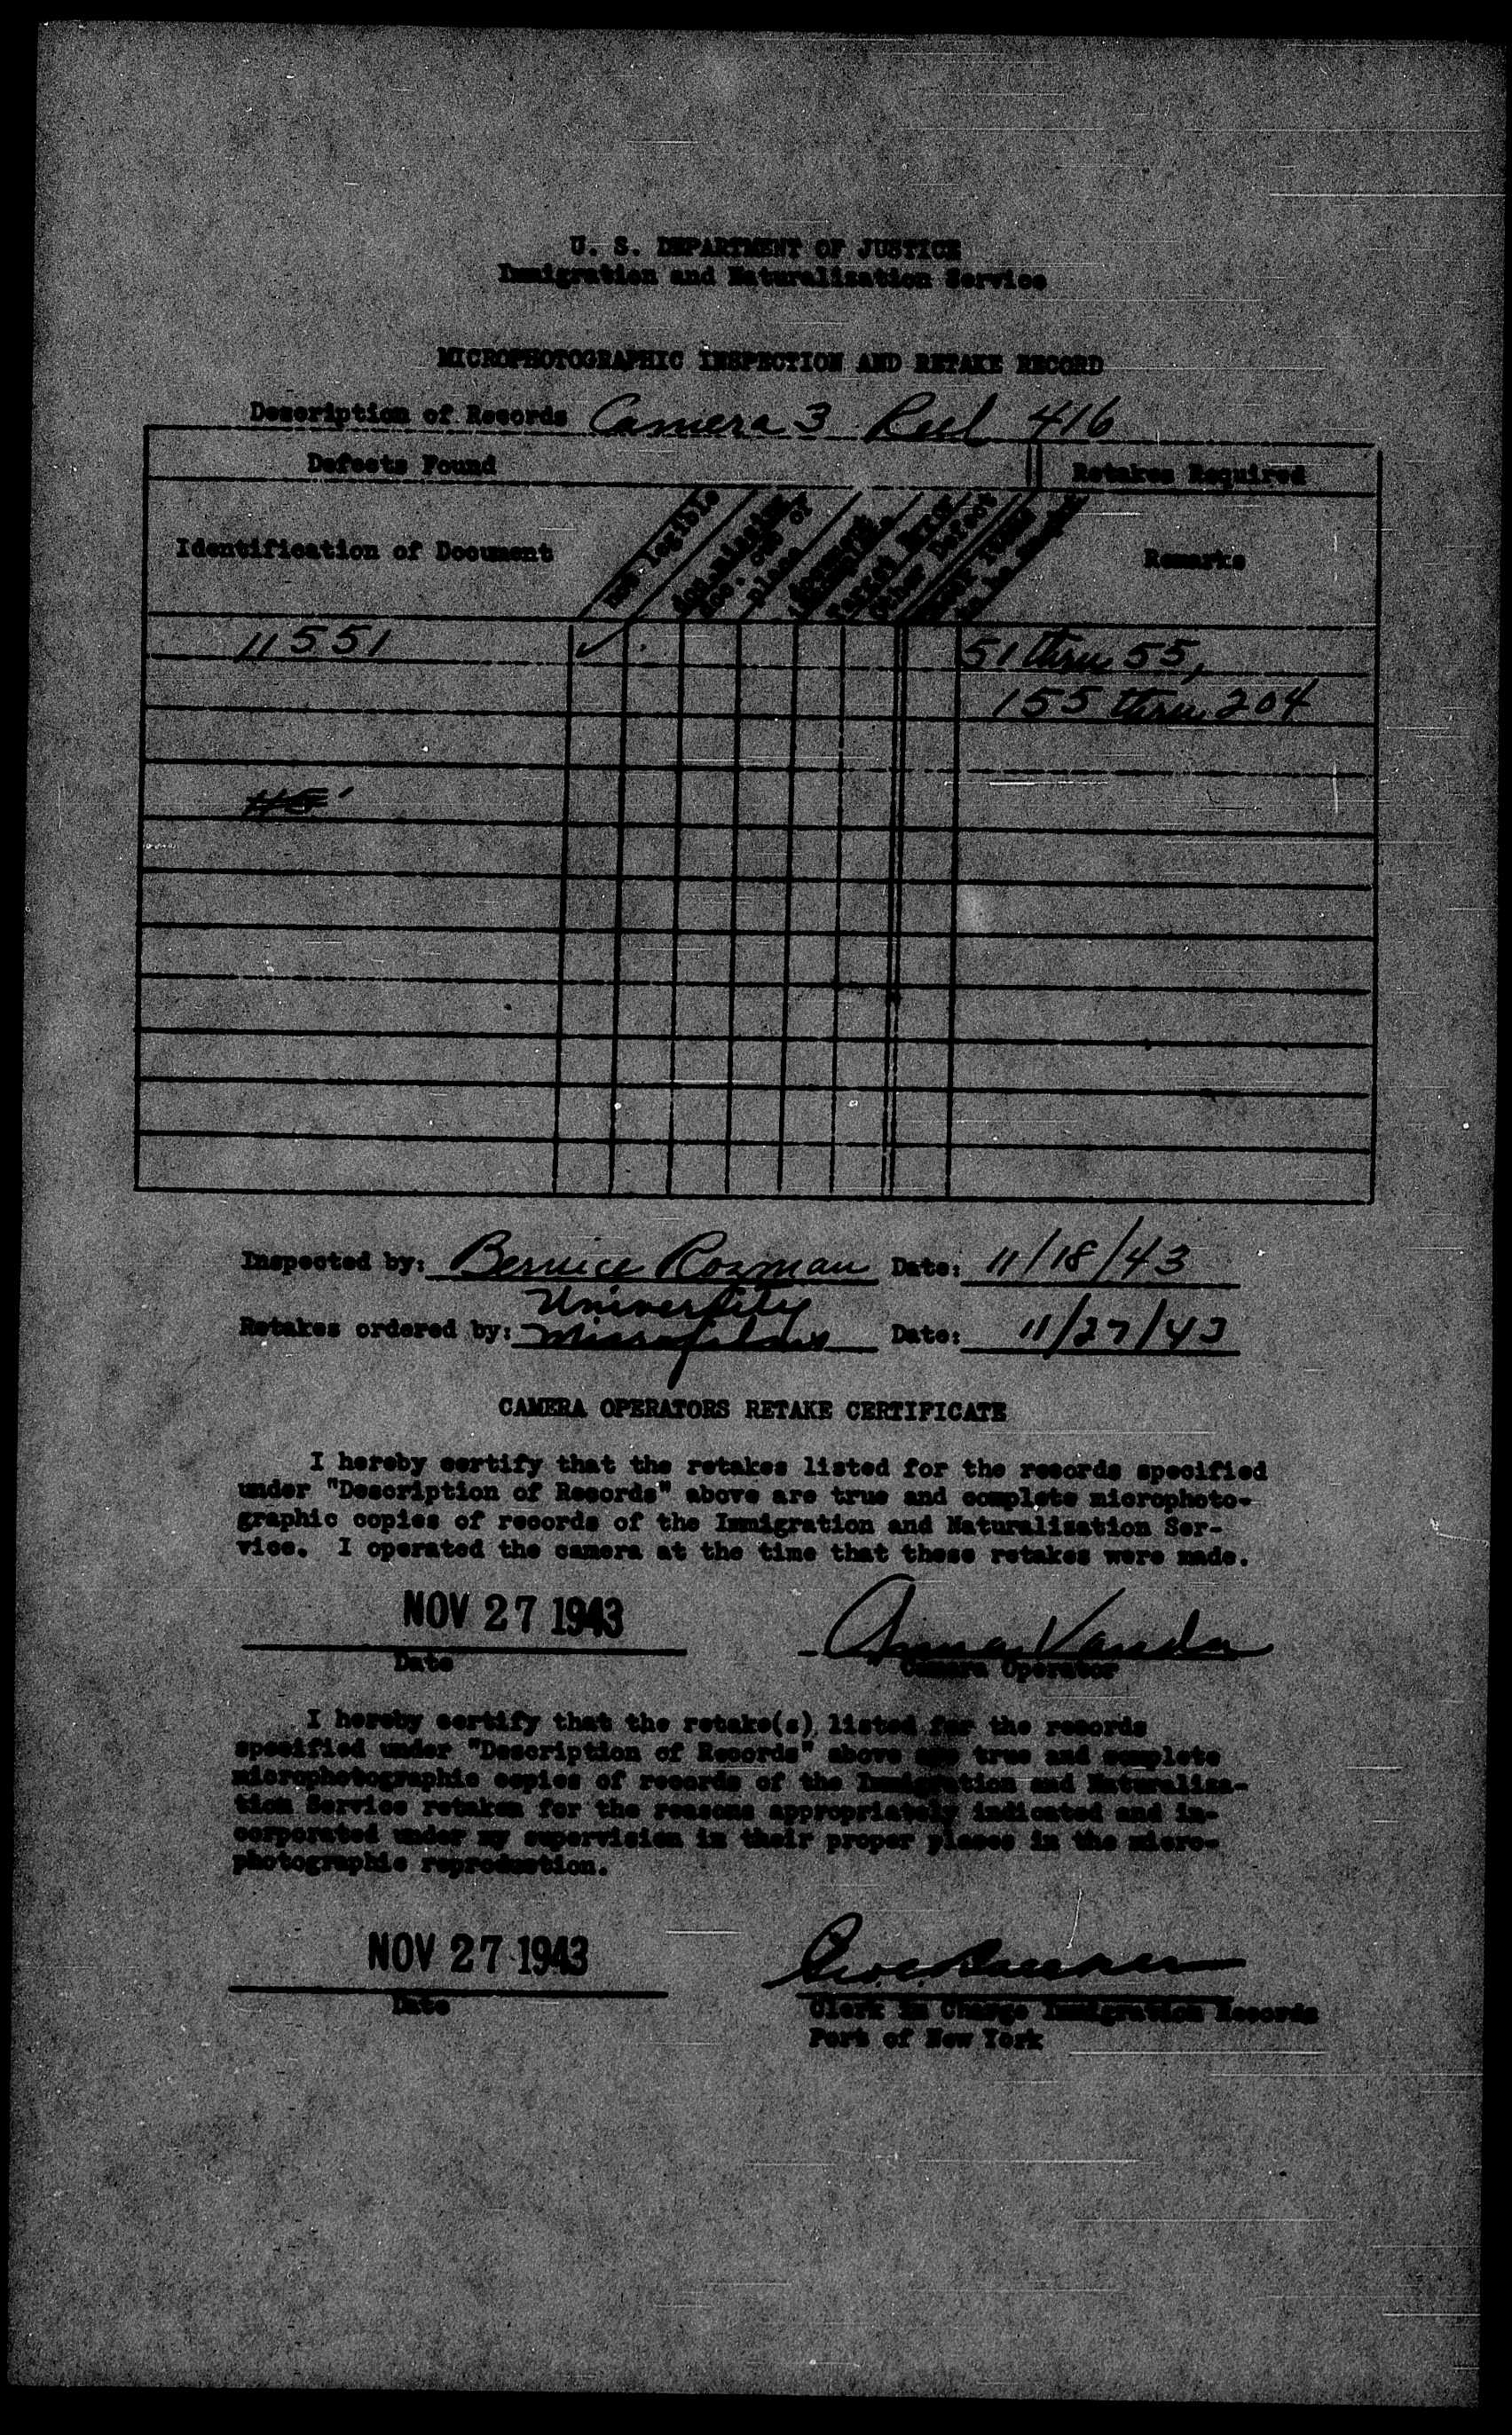 U. S. DEPARTMENT OF JUSTICE
Immigration and Naturalization Service
MICROPHOTOGRAPHIC INSPECTION AND RETAKE RECORD
Description of Records Camera 3 Reel 416
Defects Found Retakes Required
Identification of Document Not legible Remarks
11551 ✓ 51 thru 55,
155 thru 204
Inspected by: Bernice Rosman Date: 11/18/43
University
Retakes ordered by: Microfilms Date: 11/27/43
CAMERA OPERATORS RETAKE CERTIFICATE
I hereby certify that the retakes listed for the records specified
under "Description of Records" above are true and complete microphoto-
graphic copies of records of the Immigration and Naturalization Ser-
vice. I operated the camera at the time that these retakes were made.
NOV 27 1943 Anna
Date Camera Operator
I hereby certify that the retake(s) listed for the records
specified under "Description of Records" above are true and complete
microphotographic copies of records of the Immigration and Naturaliza-
tion Service retaken for the reasons appropriately indicated and in-
corporated under my supervision in their proper places in the micro-
photographic reproduction.
NOV 27 1943
Date Clerk in Charge Immigration Records
Port of New York